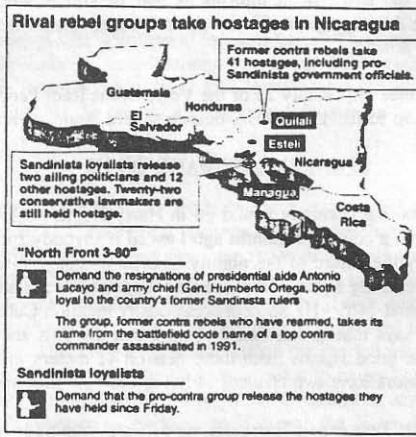 Rival rebel groups take hostages in Nicaragua
Former contra rebels take
41 hostages, including pro-
Sandinista government officials.
Guatemala
Honduras
El
Salvador
Quilali
Esteli
Nicaragua
Sandinista loyalists release
two ailing politicians and 12
other hostages. Twenty-two
conservative lawmakers are
still held hostage.
Managua
Costa
Rica
"North Front 3-80"
Demand the resignations of presidential aide Antonio
Lacayo and army chief Gen. Humberto Ortega, both
loyal to the country's former Sandinista rulers
The group, former contra rebels who have rearmed, takes its
name from the battlefield code name of a top contra
commander assassinated in 1991.
Sandinista loyalists
Demand that the pro-contra group release the hostages they
have held since Friday.